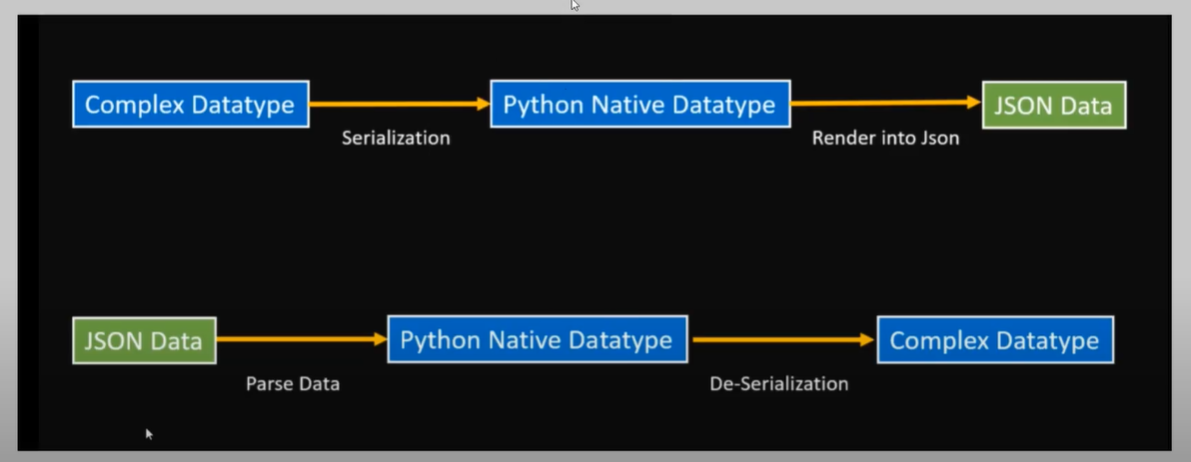 Complex Datatype
Serialization
Python Native Datatype
Render into Json
JSON Data
JSON Data
Parse Data
Python Native Datatype
De-Serialization
Complex Datatype